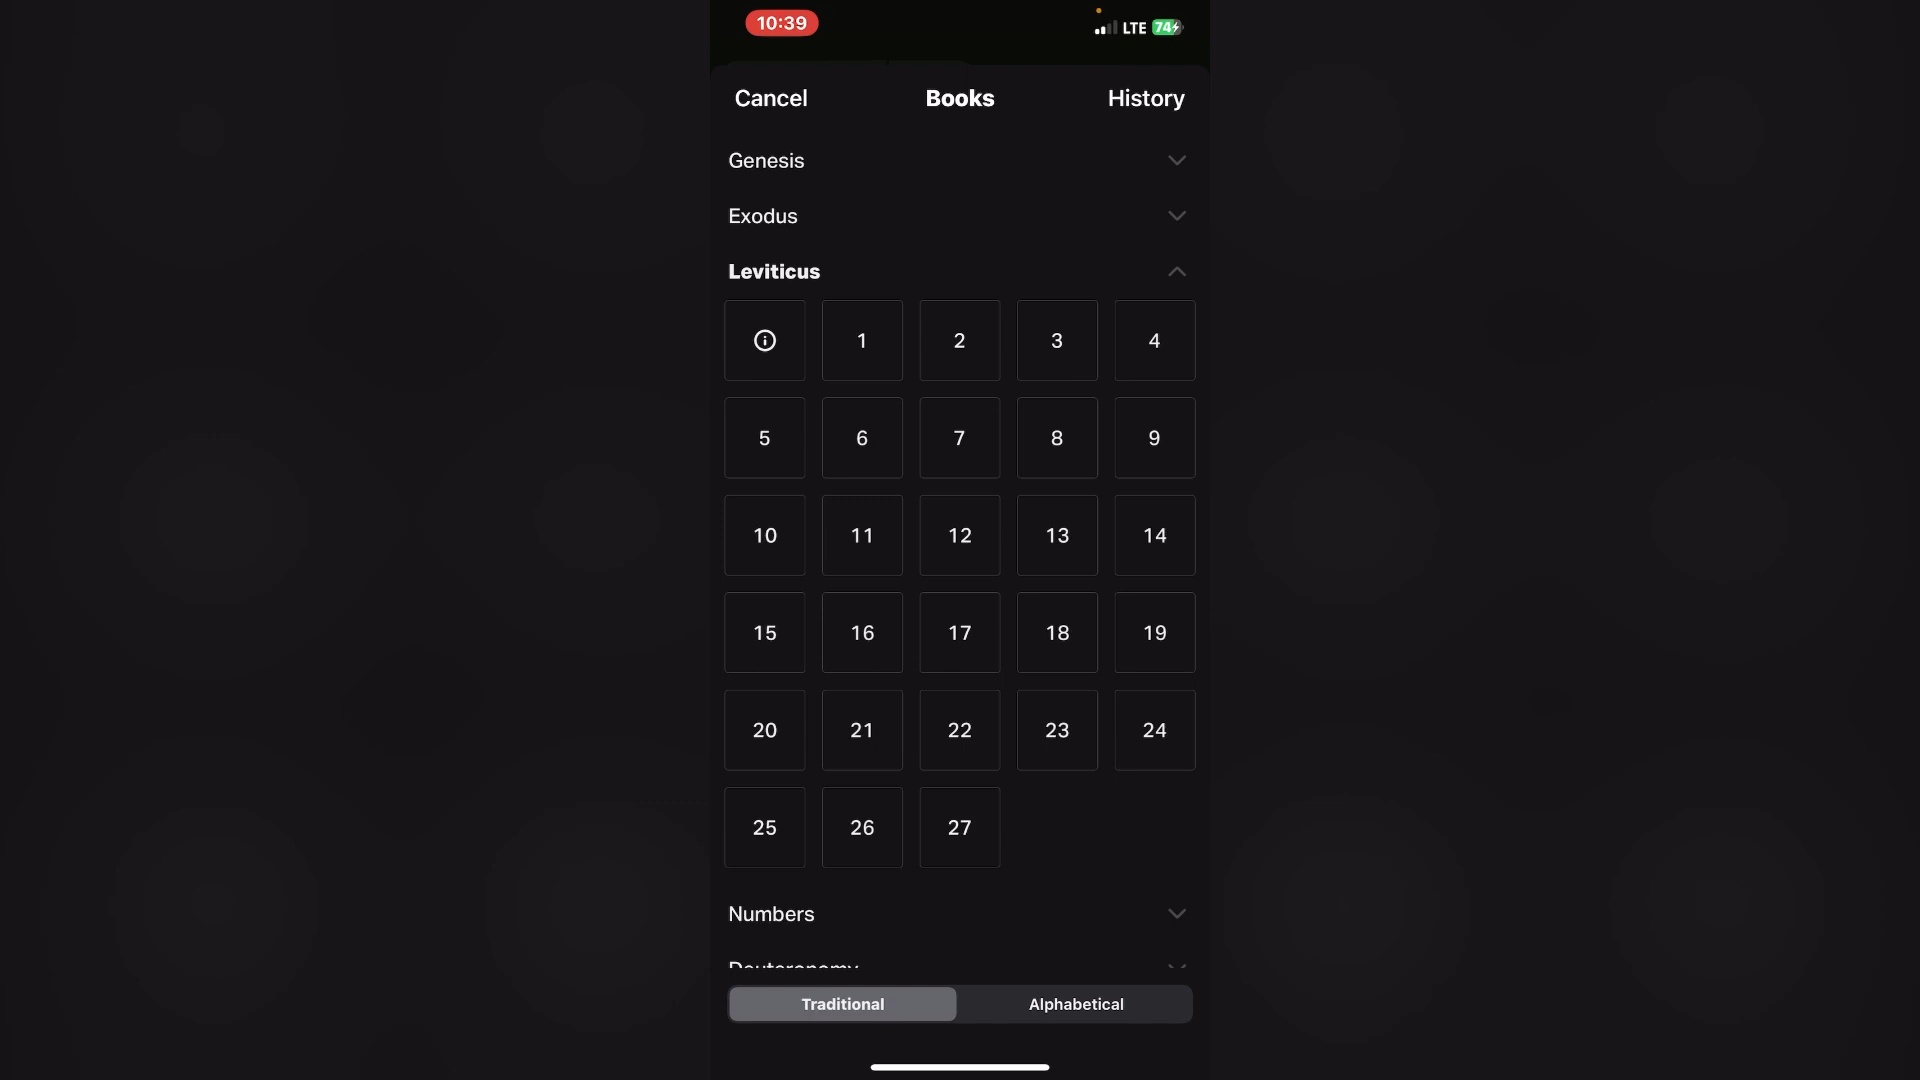 10:39 LTE 74
Cancel Books History
Genesis
Exodus
Leviticus
1 2 3 4
5 6 7 8 9
10 11 12 13 14
15 16 17 18 19
20 21 22 23 24
25 26 27
Numbers
Deuteronomy
Traditional Alphabetical